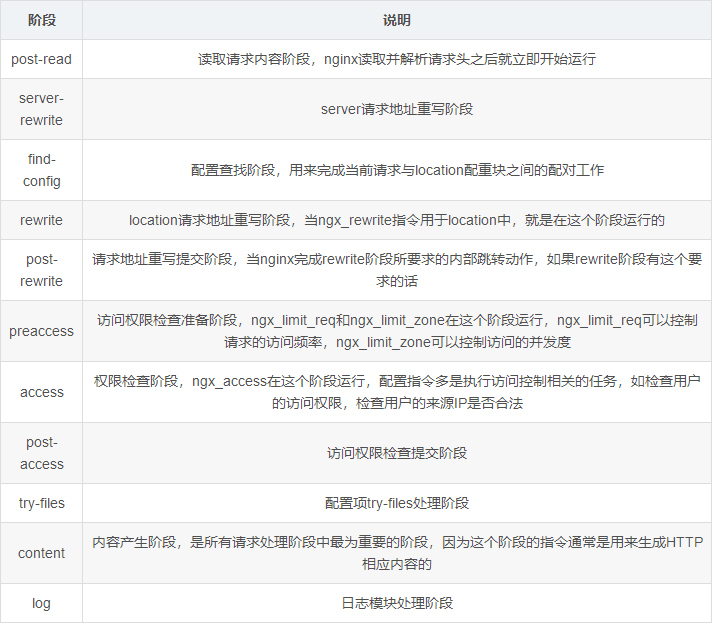 阶段 说明
post-read 读取请求内容阶段，nginx读取并解析请求头之后就立即开始运行
server-
rewrite
server请求地址重写阶段
find-
config
配置查找阶段，用来完成当前请求与location配重块之间的配对工作
rewrite location请求地址重写阶段，当ngx_rewrite指令用于location中，就是在这个阶段运行的
post-
rewrite
请求地址重写提交阶段，当nginx完成rewrite阶段所要求的内部跳转动作，如果rewrite阶段有这个要
求的话
preaccess
访问权限检查准备阶段，ngx_limit_req和ngx_limit_zone在这个阶段运行，ngx_limit_req可以控制
请求的访问频率，ngx_limit_zone可以控制访问的并发度
access
权限检查阶段，ngx_access在这个阶段运行，配置指令多是执行访问控制相关的任务，如检查用户
的访问权限，检查用户的来源IP是否合法
post-
access
访问权限检查提交阶段
try-files 配置项try-files处理阶段
content
内容产生阶段，是所有请求处理阶段中最为重要的阶段，因为这个阶段的指令通常是用来生成HTTP
相应内容的
log 日志模块处理阶段